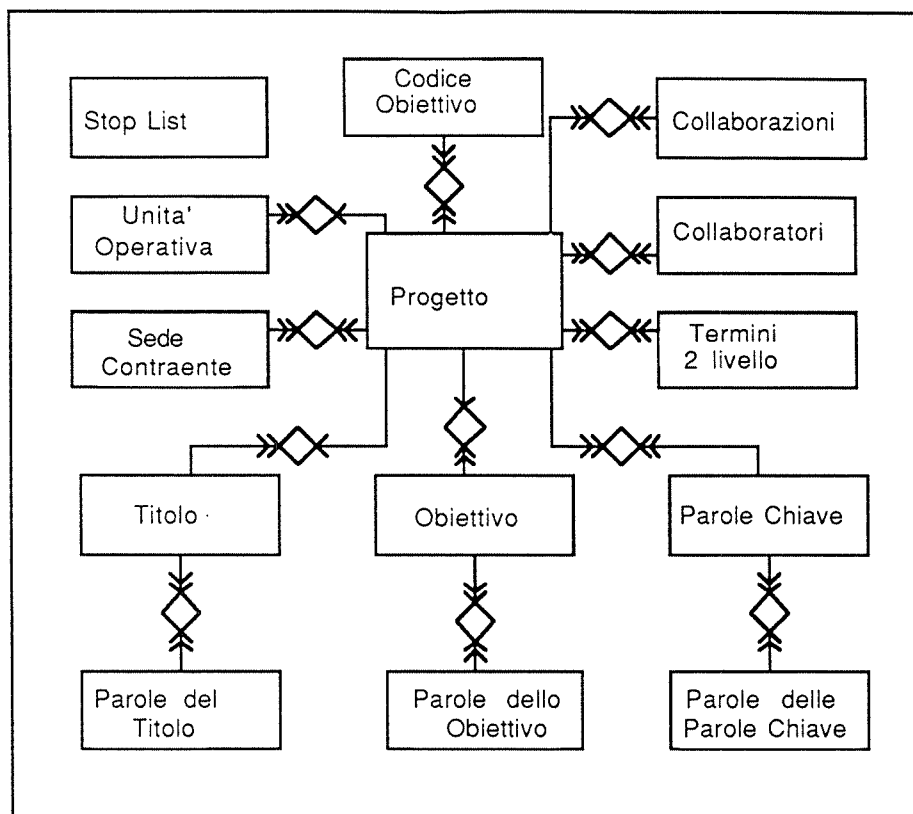 Codice
Obiettivo
Stop List
Collaborazioni
Unita'
Operativa
Collaboratori
Progetto
Sede
Contraente
Termini
2 livello
Titolo
Obiettivo
Parole Chiave
Parole del
Titolo
Parole dello
Obiettivo
Parole delle
Parole Chiave